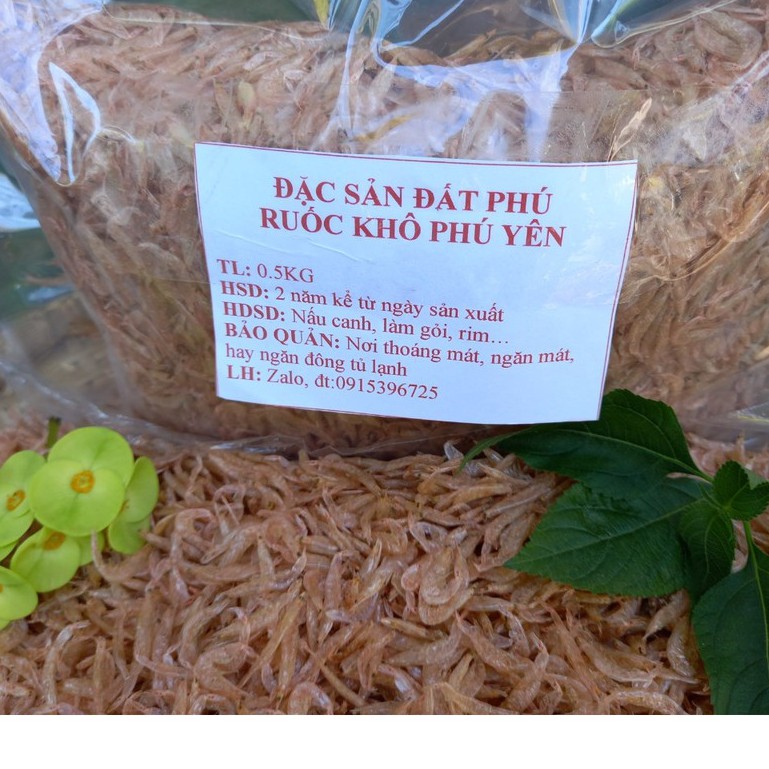 ĐẶC SẢN ĐẤT PHÚ
RUỐC KHÔ PHÚ YÊN
TL: 0.5KG
HSD: 2 năm kể từ ngày sản xuất
HDSD: Nấu canh, làm gỏi, rim...
BẢO QUẢN: Nơi thoáng mát, ngăn mát,
hay ngăn đông tủ lạnh
LH: Zalo, đt:0915396725